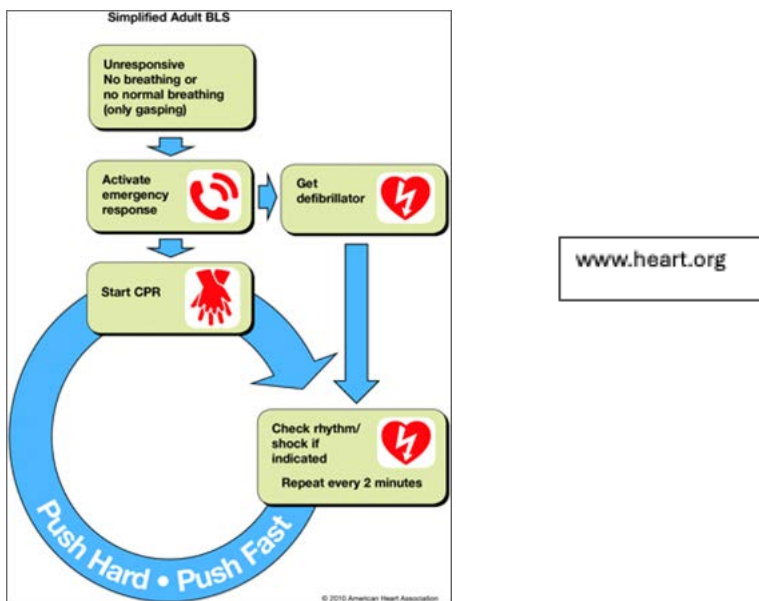 Simplified Adult BLS
Unresponsive
No breathing or
no normal breathing
(only gasping)
Activate
emergency
response
Get
defibrillator
Start CPR
www.heart.org
Check rhythm/
shock if
indicated
Repeat every 2 minutes
Push Hard • Push Fast
© 2010 American Heart Association